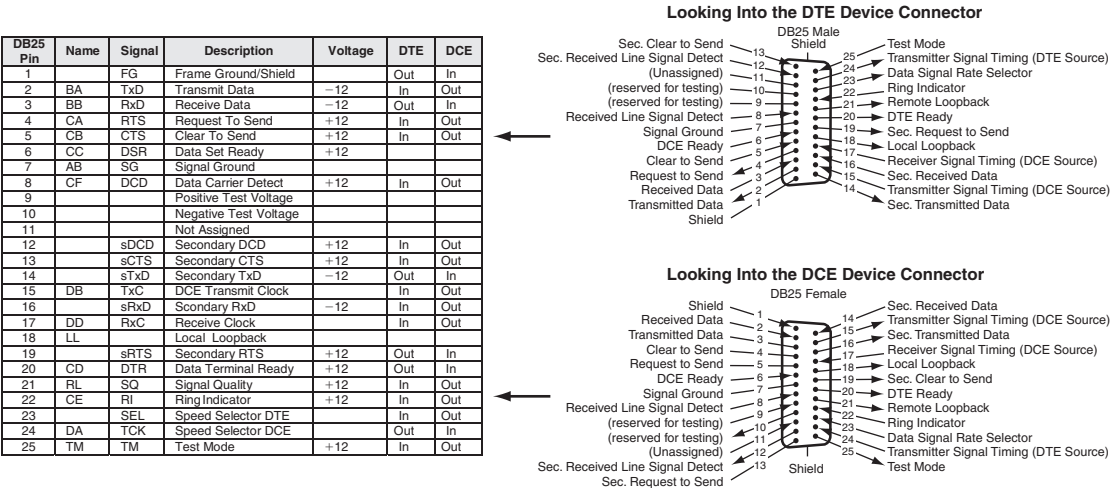 DB25 Pin Name Signal Description Voltage DTE DCE
1 FG Frame Ground/Shield Out In
2 BA TxD Transmit Data −12 In Out
3 BB RxD Receive Data −12 Out In
4 CA RTS Request To Send +12 In Out
5 CB CTS Clear To Send +12 In Out
6 CC DSR Data Set Ready +12
7 AB SG Signal Ground
8 CF DCD Data Carrier Detect +12 In Out
9 Positive Test Voltage
10 Negative Test Voltage
11 Not Assigned
12 sDCD Secondary DCD +12 In Out
13 sCTS Secondary CTS +12 In Out
14 sTxD Secondary TxD −12 Out In
15 DB TxC DCE Transmit Clock In Out
16 sRxD Scondary RxD −12 In Out
17 DD RxC Receive Clock In Out
18 LL Local Loopback
19 sRTS Secondary RTS +12 Out In
20 CD DTR Data Terminal Ready +12 Out In
21 RL SQ Signal Quality +12 In Out
22 CE RI Ring Indicator +12 In Out
23 SEL Speed Selector DTE In Out
24 DA TCK Speed Selector DCE Out In
25 TM TM Test Mode +12 In Out
Looking Into the DTE Device Connector
DB25 Male
Shield
Sec. Clear to Send 13
Sec. Received Line Signal Detect 12
(Unassigned) 11
(reserved for testing) 10
(reserved for testing) 9
Received Line Signal Detect 8
Signal Ground 7
DCE Ready 6
Clear to Send 5
Request to Send 4
Received Data 3
Transmitted Data 2
Shield 1
25 Test Mode
24 Transmitter Signal Timing (DTE Source)
23 Data Signal Rate Selector
22 Ring Indicator
21 Remote Loopback
20 DTE Ready
19 Sec. Request to Send
18 Local Loopback
17 Receiver Signal Timing (DCE Source)
16 Sec. Received Data
15 Transmitter Signal Timing (DCE Source)
14 Sec. Transmitted Data
Looking Into the DCE Device Connector
DB25 Female
Shield 1
Received Data 2
Transmitted Data 3
Clear to Send 4
Request to Send 5
DCE Ready 6
Signal Ground 7
Received Line Signal Detect 8
(reserved for testing) 9
(reserved for testing) 10
(Unassigned) 11
Sec. Received Line Signal Detect 12
Sec. Request to Send 13
14 Sec. Received Data
15 Transmitter Signal Timing (DCE Source)
16 Sec. Transmitted Data
17 Receiver Signal Timing (DCE Source)
18 Local Loopback
19 Sec. Clear to Send
20 DTE Ready
21 Remote Loopback
22 Ring Indicator
23 Data Signal Rate Selector
24 Transmitter Signal Timing (DTE Source)
25 Test Mode
Shield